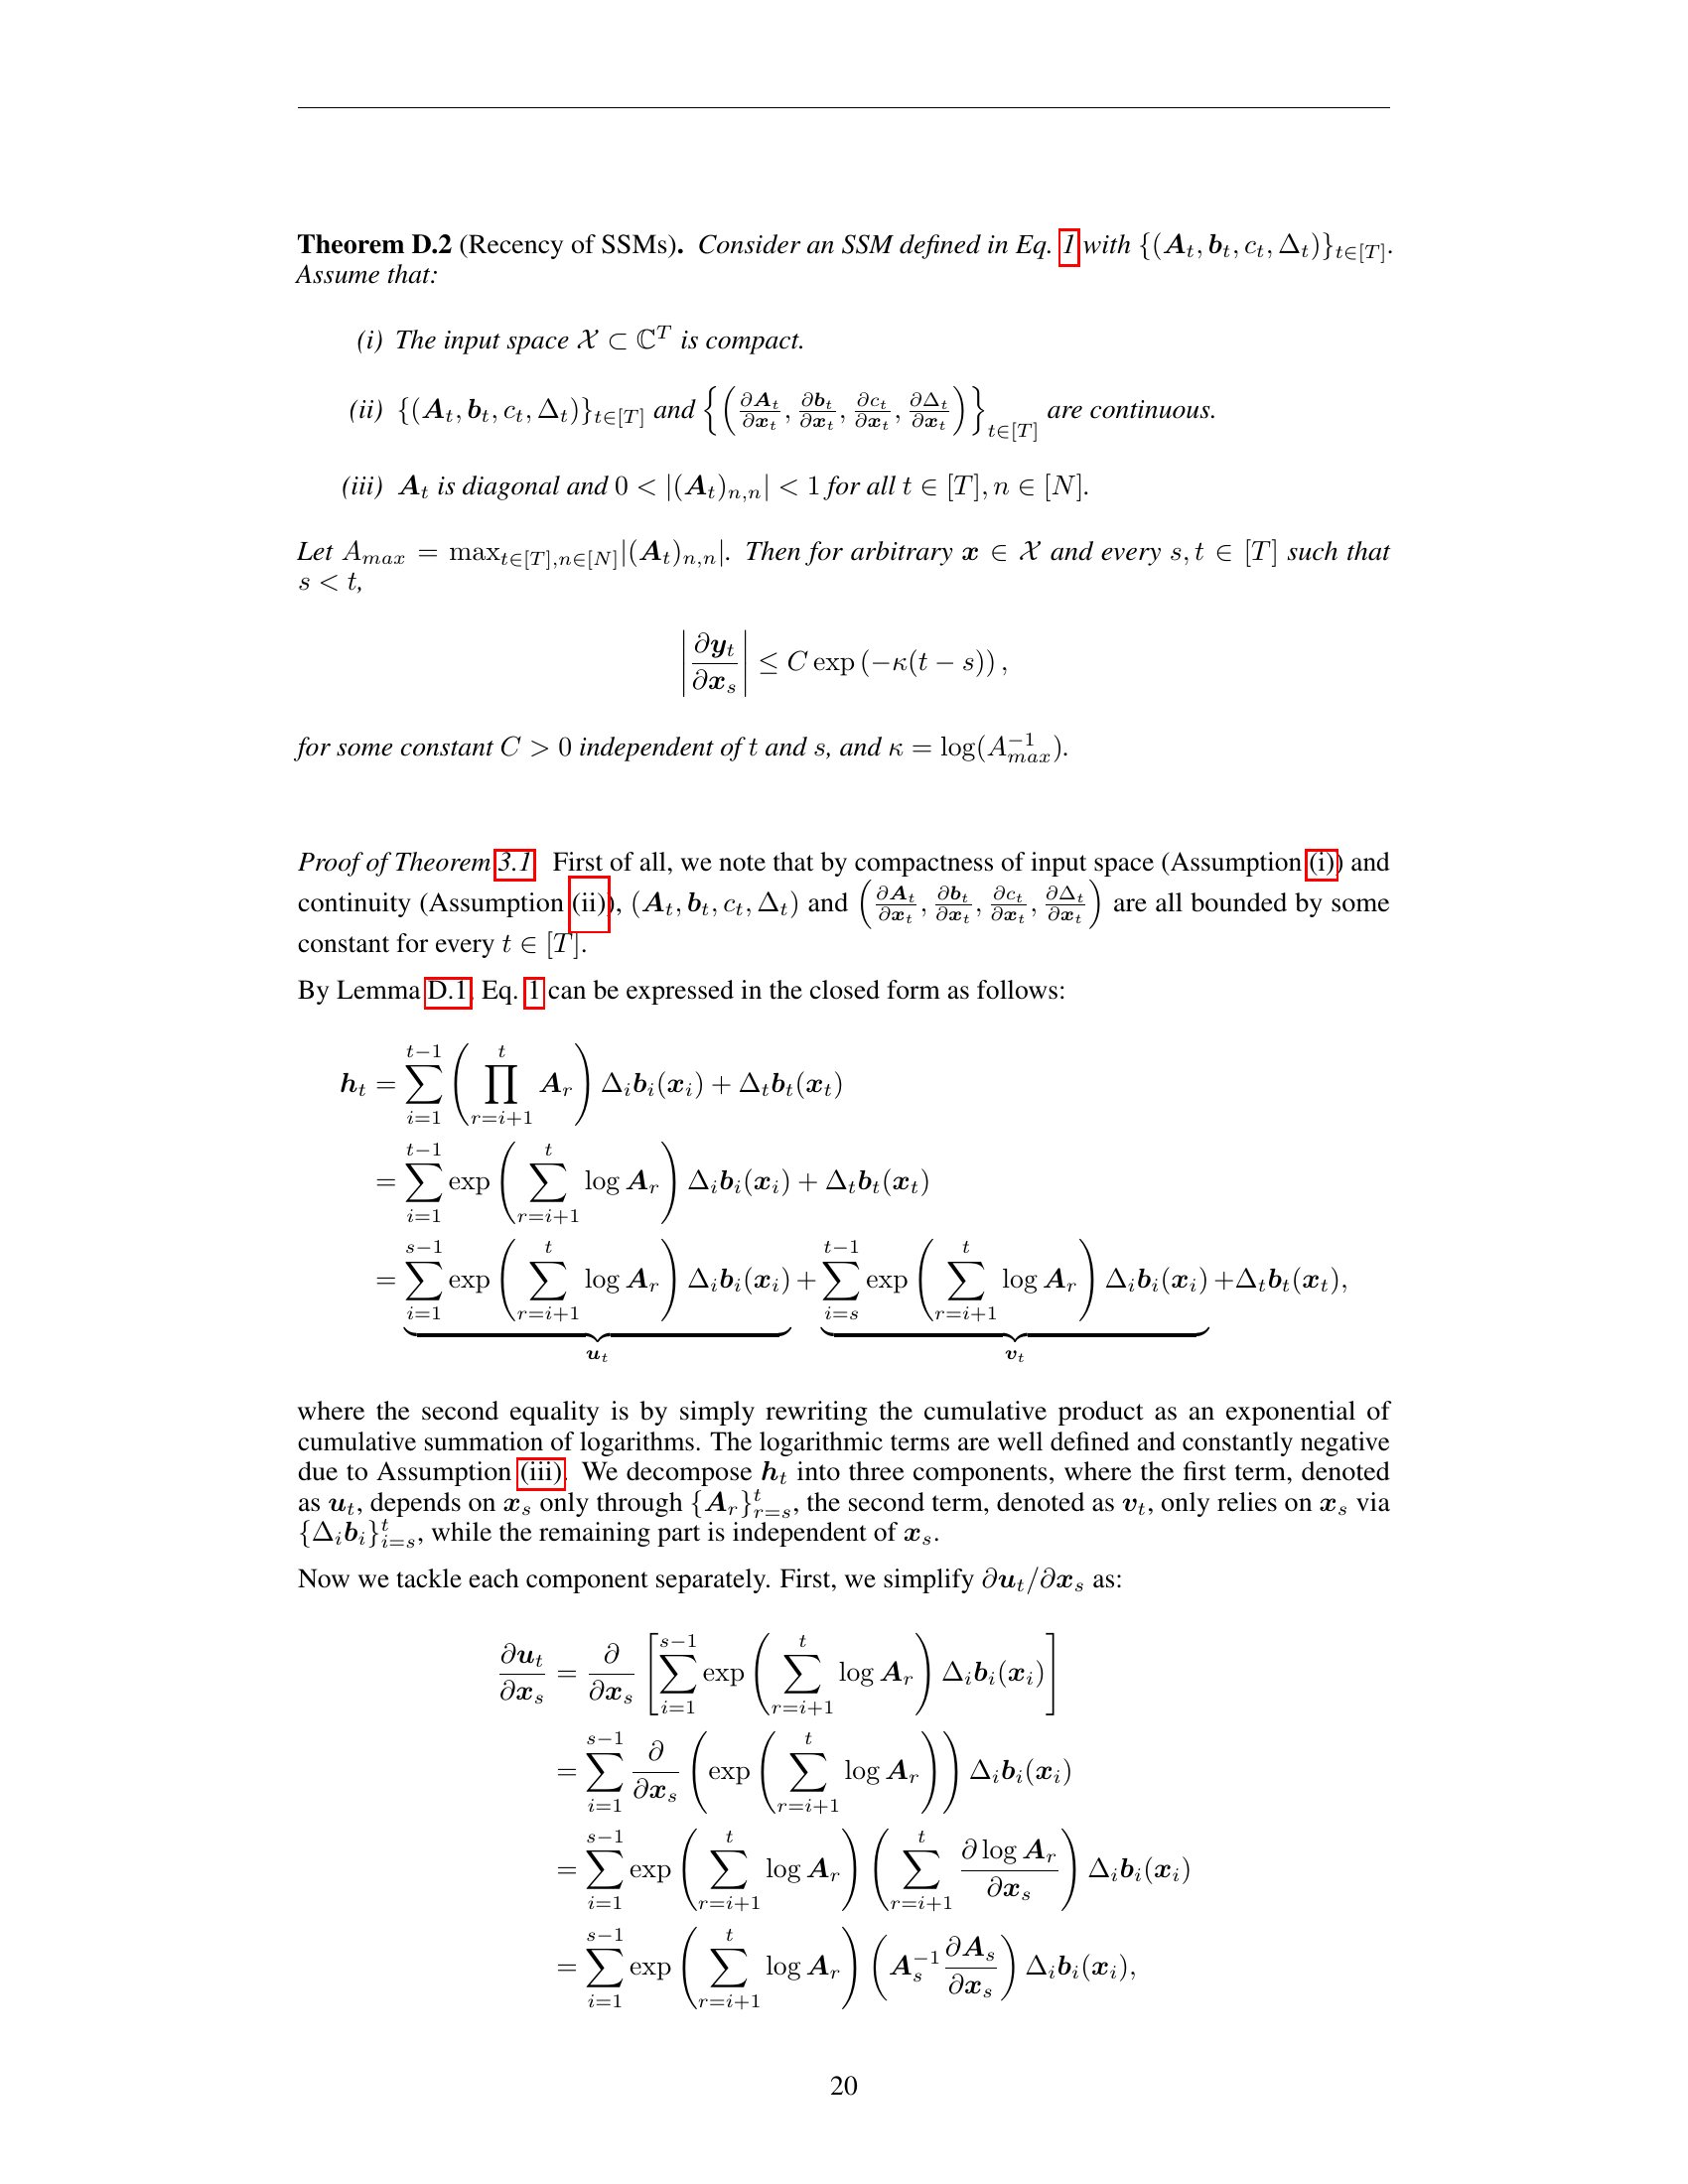 Theorem D.2 (Recency of SSMs). Consider an SSM defined in Eq. 1 with $\{(\boldsymbol{A}_t, \boldsymbol{b}_t, c_t, \Delta_t)\}_{t\in[T]}$.
Assume that:
(i) The input space $\mathcal{X} \subset \mathbb{C}^T$ is compact.
(ii) $\{(\boldsymbol{A}_t, \boldsymbol{b}_t, c_t, \Delta_t)\}_{t\in[T]}$ and $\left\{\left(\frac{\partial \boldsymbol{A}_t}{\partial \boldsymbol{x}_t}, \frac{\partial \boldsymbol{b}_t}{\partial \boldsymbol{x}_t}, \frac{\partial c_t}{\partial \boldsymbol{x}_t}, \frac{\partial \Delta_t}{\partial \boldsymbol{x}_t}\right)\right\}_{t\in[T]}$ are continuous.
(iii) $\boldsymbol{A}_t$ is diagonal and $0 < |(\boldsymbol{A}_t)_{n,n}| < 1$ for all $t \in [T], n \in [N]$.
Let $A_{max} = \max_{t\in[T],n\in[N]} |(\boldsymbol{A}_t)_{n,n}|$. Then for arbitrary $\boldsymbol{x} \in \mathcal{X}$ and every $s, t \in [T]$ such that
$s < t$,
$\left|\frac{\partial \boldsymbol{y}_t}{\partial \boldsymbol{x}_s}\right| \leq C \exp\left(-\kappa(t-s)\right),$
for some constant $C > 0$ independent of $t$ and $s$, and $\kappa = \log(A_{max}^{-1})$.
Proof of Theorem 3.1 First of all, we note that by compactness of input space (Assumption (i)) and
continuity (Assumption (ii)), $(\boldsymbol{A}_t, \boldsymbol{b}_t, c_t, \Delta_t)$ and $\left(\frac{\partial \boldsymbol{A}_t}{\partial \boldsymbol{x}_t}, \frac{\partial \boldsymbol{b}_t}{\partial \boldsymbol{x}_t}, \frac{\partial c_t}{\partial \boldsymbol{x}_t}, \frac{\partial \Delta_t}{\partial \boldsymbol{x}_t}\right)$ are all bounded by some
constant for every $t \in [T]$.
By Lemma D.1, Eq. 1 can be expressed in the closed form as follows:
$\boldsymbol{h}_t = \sum_{i=1}^{t-1} \left(\prod_{r=i+1}^{t} \boldsymbol{A}_r\right) \Delta_i \boldsymbol{b}_i(\boldsymbol{x}_i) + \Delta_t \boldsymbol{b}_t(\boldsymbol{x}_t)$
$= \sum_{i=1}^{t-1} \exp\left(\sum_{r=i+1}^{t} \log \boldsymbol{A}_r\right) \Delta_i \boldsymbol{b}_i(\boldsymbol{x}_i) + \Delta_t \boldsymbol{b}_t(\boldsymbol{x}_t)$
$= \underbrace{\sum_{i=1}^{s-1} \exp\left(\sum_{r=i+1}^{t} \log \boldsymbol{A}_r\right) \Delta_i \boldsymbol{b}_i(\boldsymbol{x}_i)}_{\boldsymbol{u}_t} + \underbrace{\sum_{i=s}^{t-1} \exp\left(\sum_{r=i+1}^{t} \log \boldsymbol{A}_r\right) \Delta_i \boldsymbol{b}_i(\boldsymbol{x}_i)}_{\boldsymbol{v}_t} + \Delta_t \boldsymbol{b}_t(\boldsymbol{x}_t),$
where the second equality is by simply rewriting the cumulative product as an exponential of
cumulative summation of logarithms. The logarithmic terms are well defined and constantly negative
due to Assumption (iii). We decompose $\boldsymbol{h}_t$ into three components, where the first term, denoted
as $\boldsymbol{u}_t$, depends on $\boldsymbol{x}_s$ only through $\{\boldsymbol{A}_r\}_{r=s}^{t}$, the second term, denoted as $\boldsymbol{v}_t$, only relies on $\boldsymbol{x}_s$ via
$\{\Delta_i \boldsymbol{b}_i\}_{i=s}^{t}$, while the remaining part is independent of $\boldsymbol{x}_s$.
Now we tackle each component separately. First, we simplify $\partial \boldsymbol{u}_t / \partial \boldsymbol{x}_s$ as:
$\frac{\partial \boldsymbol{u}_t}{\partial \boldsymbol{x}_s} = \frac{\partial}{\partial \boldsymbol{x}_s} \left[\sum_{i=1}^{s-1} \exp\left(\sum_{r=i+1}^{t} \log \boldsymbol{A}_r\right) \Delta_i \boldsymbol{b}_i(\boldsymbol{x}_i)\right]$
$= \sum_{i=1}^{s-1} \frac{\partial}{\partial \boldsymbol{x}_s} \left(\exp\left(\sum_{r=i+1}^{t} \log \boldsymbol{A}_r\right)\right) \Delta_i \boldsymbol{b}_i(\boldsymbol{x}_i)$
$= \sum_{i=1}^{s-1} \exp\left(\sum_{r=i+1}^{t} \log \boldsymbol{A}_r\right) \left(\sum_{r=i+1}^{t} \frac{\partial \log \boldsymbol{A}_r}{\partial \boldsymbol{x}_s}\right) \Delta_i \boldsymbol{b}_i(\boldsymbol{x}_i)$
$= \sum_{i=1}^{s-1} \exp\left(\sum_{r=i+1}^{t} \log \boldsymbol{A}_r\right) \left(\boldsymbol{A}_s^{-1} \frac{\partial \boldsymbol{A}_s}{\partial \boldsymbol{x}_s}\right) \Delta_i \boldsymbol{b}_i(\boldsymbol{x}_i),$
20